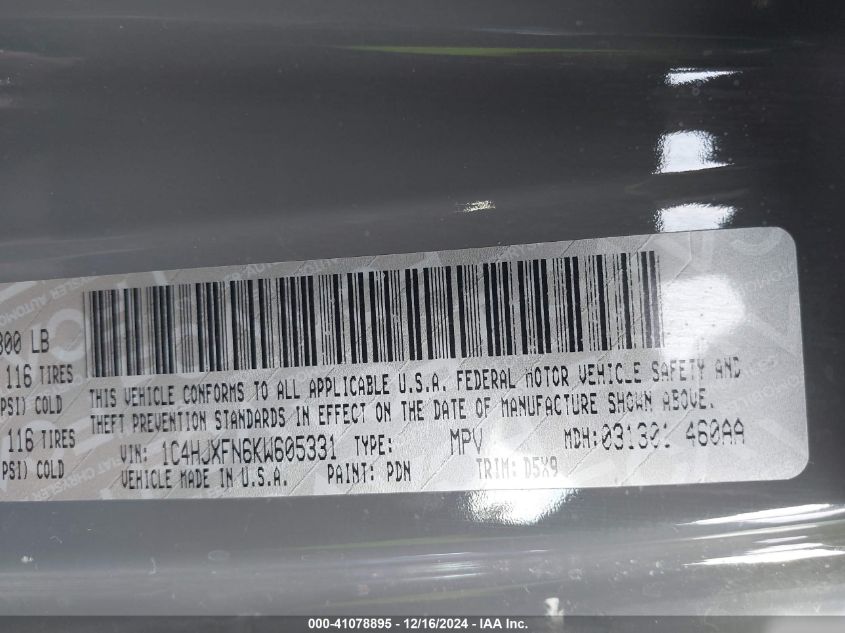 800 LB
116 TIRES
PSI) COLD
116 TIRES
PSI) COLD
THIS VEHICLE CONFORMS TO ALL APPLICABLE U.S.A. FEDERAL MOTOR VEHICLE SAFETY AND
THEFT PREVENTION STANDARDS IN EFFECT ON THE DATE OF MANUFACTURE SHOWN ABOVE.
VIN: 1C4HJXFN6KW605331 TYPE: MPV MDH: 031301 460AA
VEHICLE MADE IN U.S.A. PAINT: PDN TRIM: D5X9
000-41078895 - 12/16/2024 - IAA Inc.